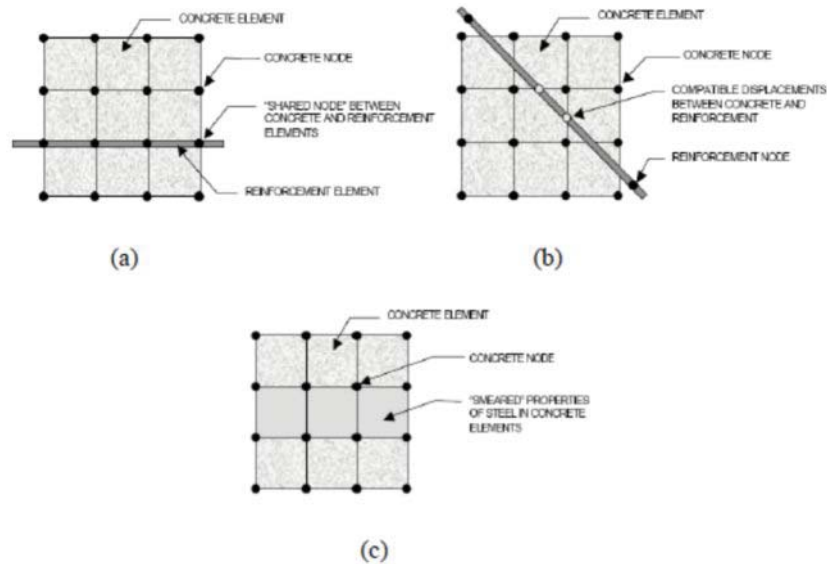 CONCRETE ELEMENT
CONCRETE NODE
"SHARED NODE" BETWEEN
CONCRETE AND REINFORCEMENT
ELEMENTS
REINFORCEMENT ELEMENT
(a)
CONCRETE ELEMENT
CONCRETE NODE
COMPATIBLE DISPLACEMENTS
BETWEEN CONCRETE AND
REINFORCEMENT
REINFORCEMENT NODE
(b)
CONCRETE ELEMENT
CONCRETE NODE
"SMEARED" PROPERTIES
OF STEEL IN CONCRETE
ELEMENTS
(c)